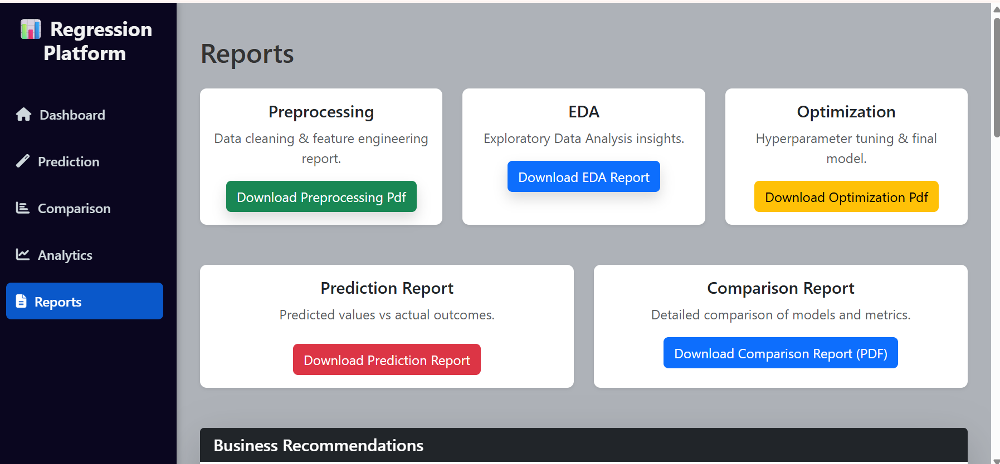 Regression
Platform
Dashboard
Prediction
Comparison
Analytics
Reports
Reports
Preprocessing
Data cleaning & feature engineering
report.
Download Preprocessing Pdf
EDA
Exploratory Data Analysis insights.
Download EDA Report
Optimization
Hyperparameter tuning & final
model.
Download Optimization Pdf
Prediction Report
Predicted values vs actual outcomes.
Download Prediction Report
Comparison Report
Detailed comparison of models and metrics.
Download Comparison Report (PDF)
Business Recommendations